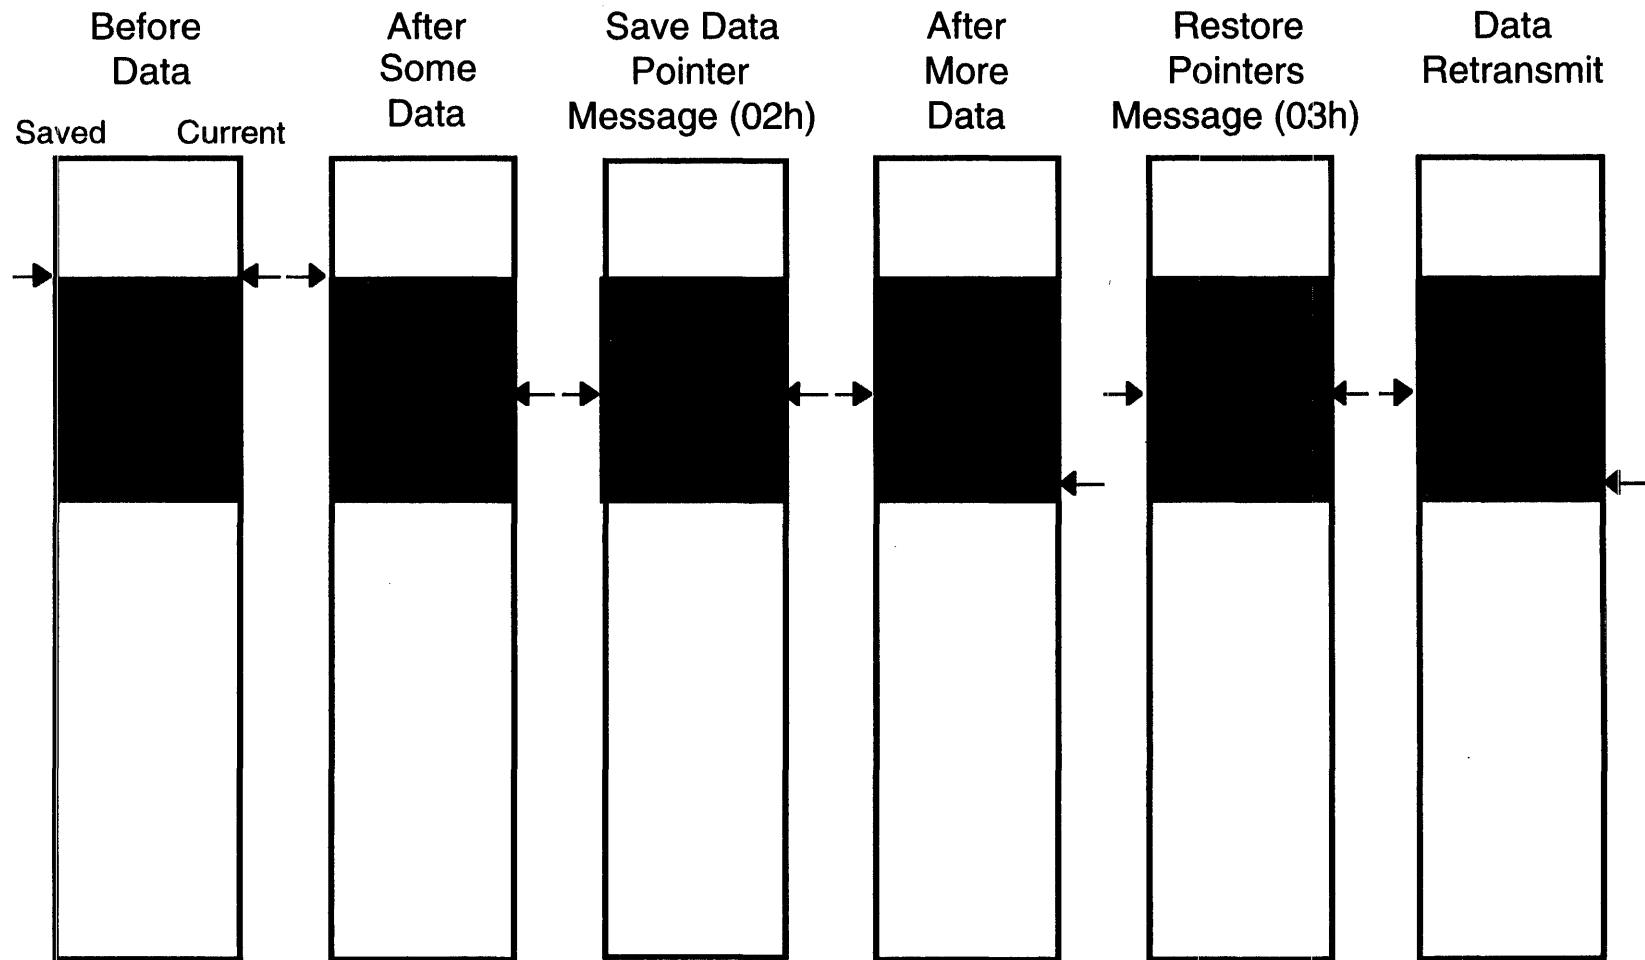 Before
Data
After
Some
Data
Save Data
Pointer
Message (02h)
After
More
Data
Restore
Pointers
Message (03h)
Data
Retransmit
Saved
Current